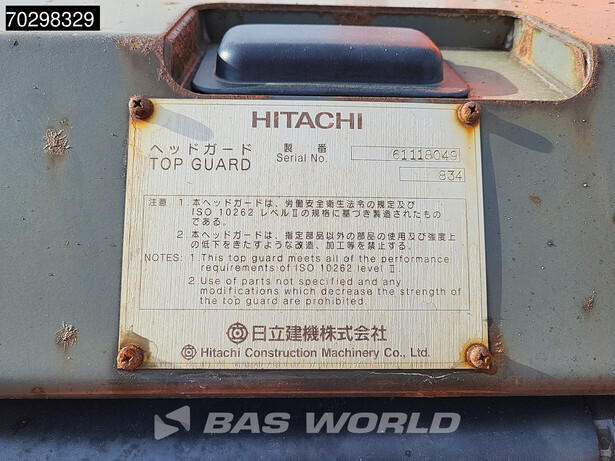 70298329
HITACHI
ヘッドガード 製番
TOP GUARD Serial No. 61118049
834
注意 1. 本ヘッドガードは、労働安全衛生法令の規定及び
ISO 10262 レベルⅡの規格に基づき製造されたもの
である。
2 本ヘッドガードは、指定部品以外の部品の使用及び強度上
の低下をきたすような改造、加工等を禁止する。
NOTES: 1. This top guard meets all of the performance
requirements of ISO 10262 level Ⅱ.
2 Use of parts not specified and any
modifications which decrease the strength of
the top guard are prohibited.
日立建機株式会社
Hitachi Construction Machinery Co., Ltd.
BAS WORLD